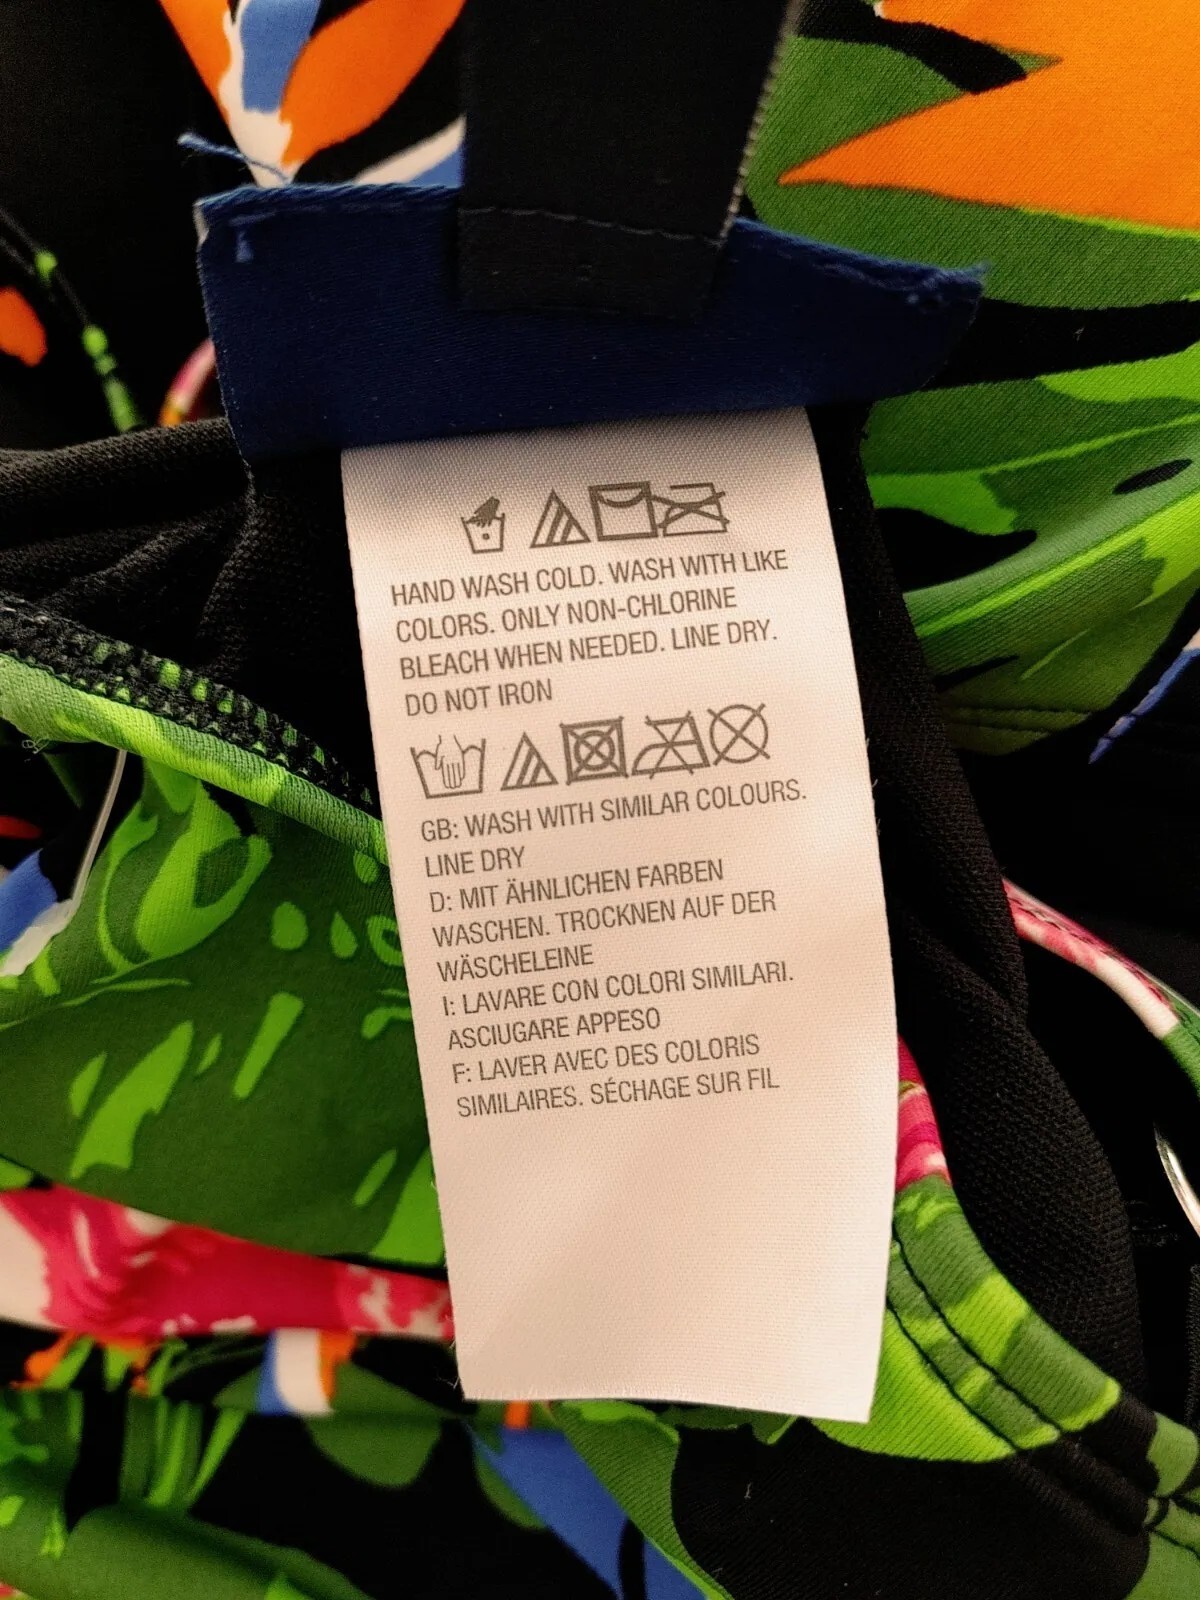 HAND WASH COLD. WASH WITH LIKE
COLORS. ONLY NON-CHLORINE
BLEACH WHEN NEEDED. LINE DRY.
DO NOT IRON
GB: WASH WITH SIMILAR COLOURS.
LINE DRY
D: MIT ÄHNLICHEN FARBEN
WASCHEN. TROCKNEN AUF DER
WÄSCHELEINE
I: LAVARE CON COLORI SIMILARI.
ASCIUGARE APPESO
F: LAVER AVEC DES COLORIS
SIMILAIRES. SÉCHAGE SUR FIL